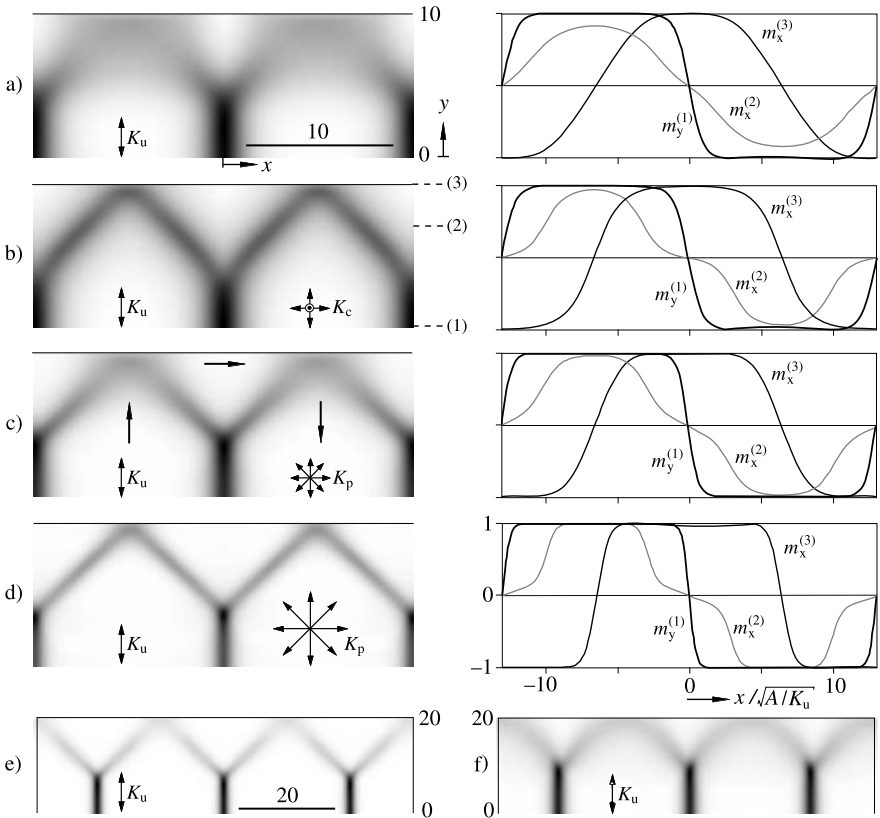 a)
10
y
10
0
K_u
x
m_x^(3)
m_x^(2)
m_y^(1)
b)
(3)
(2)
(1)
K_u
K_c
m_x^(3)
m_x^(2)
m_y^(1)
c)
K_u
K_p
m_x^(3)
m_x^(2)
m_y^(1)
d)
K_u
K_p
1
0
−1
m_x^(3)
m_x^(2)
m_y^(1)
−10
0
10
x/√A/K_u
e)
20
0
K_u
20
f)
20
0
K_u